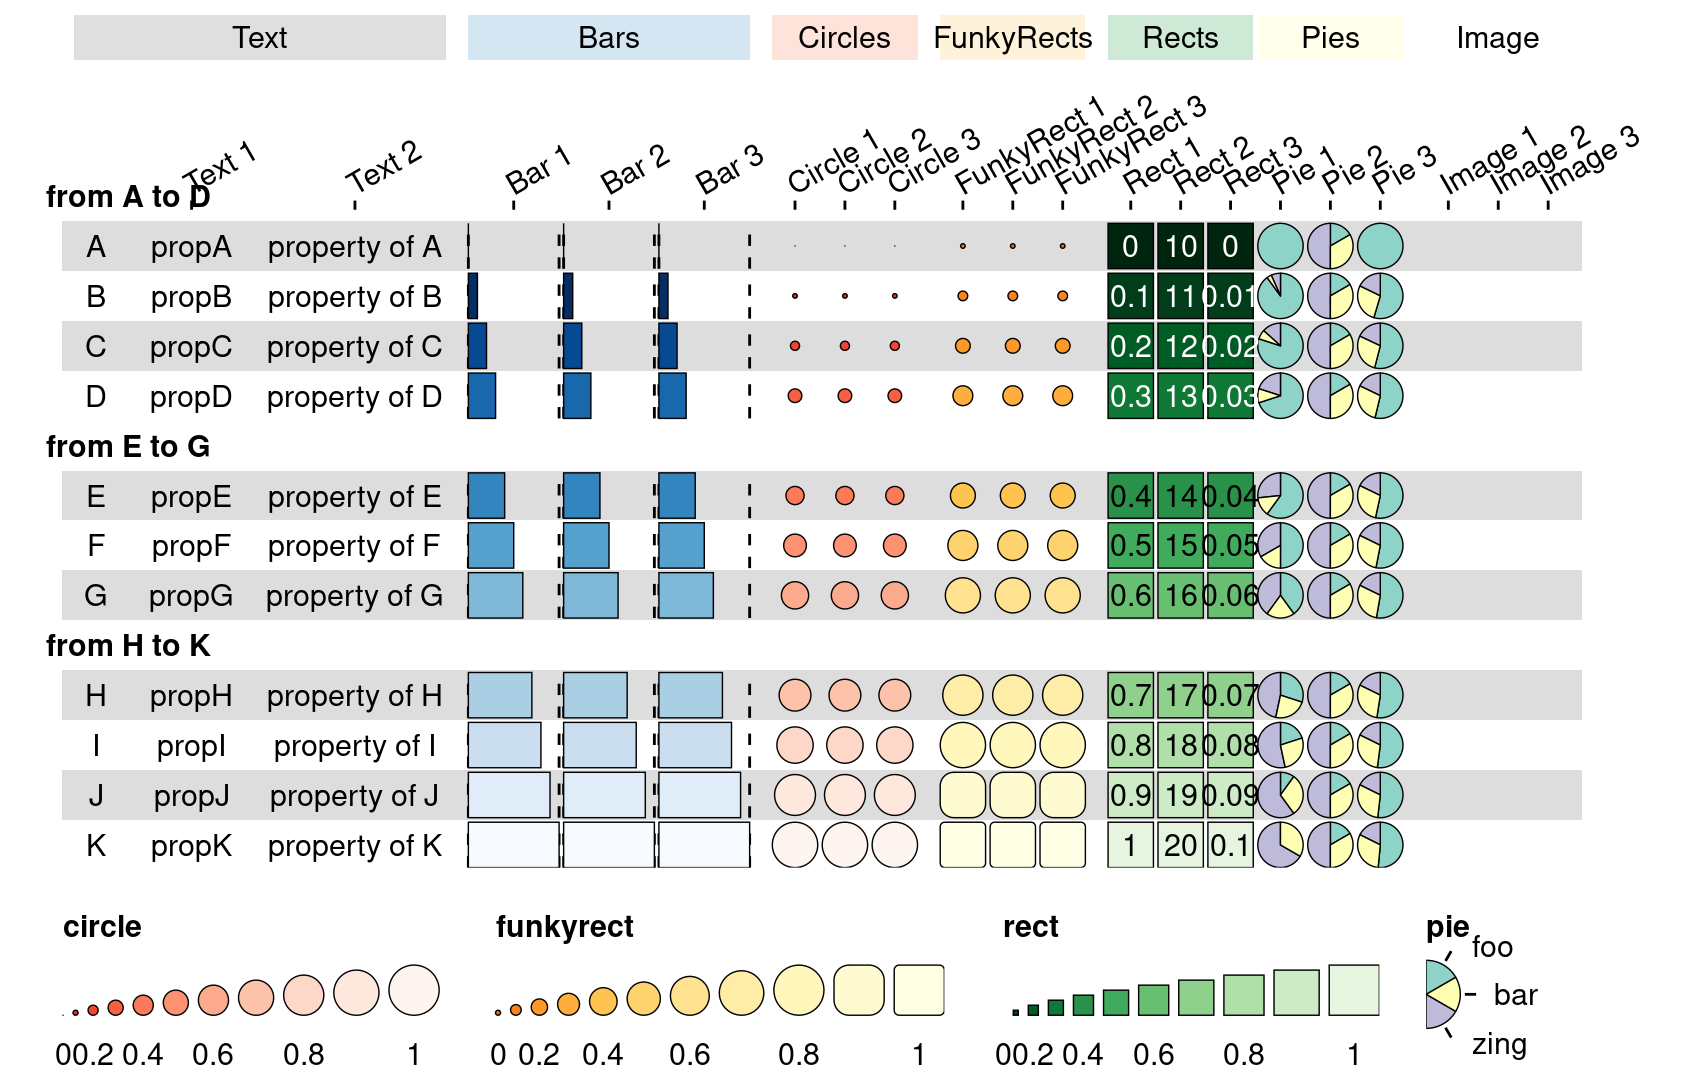 Text Bars Circles FunkyRects Rects Pies Image
Text 1 Text 2 Bar 1 Bar 2 Bar 3 Circle 1 Circle 2 Circle 3 FunkyRect 1 FunkyRect 2 FunkyRect 3 Rect 1 Rect 2 Rect 3 Pie 1 Pie 2 Pie 3 Image 1 Image 2 Image 3
from A to D
A propA property of A 0 10 0
B propB property of B 0.1 11 0.01
C propC property of C 0.2 12 0.02
D propD property of D 0.3 13 0.03
from E to G
E propE property of E 0.4 14 0.04
F propF property of F 0.5 15 0.05
G propG property of G 0.6 16 0.06
from H to K
H propH property of H 0.7 17 0.07
I propI property of I 0.8 18 0.08
J propJ property of J 0.9 19 0.09
K propK property of K 1 20 0.1
circle funkyrect rect pie
foo
bar
zing
0 0.2 0.4 0.6 0.8 1 0 0.2 0.4 0.6 0.8 1 0 0.2 0.4 0.6 0.8 1